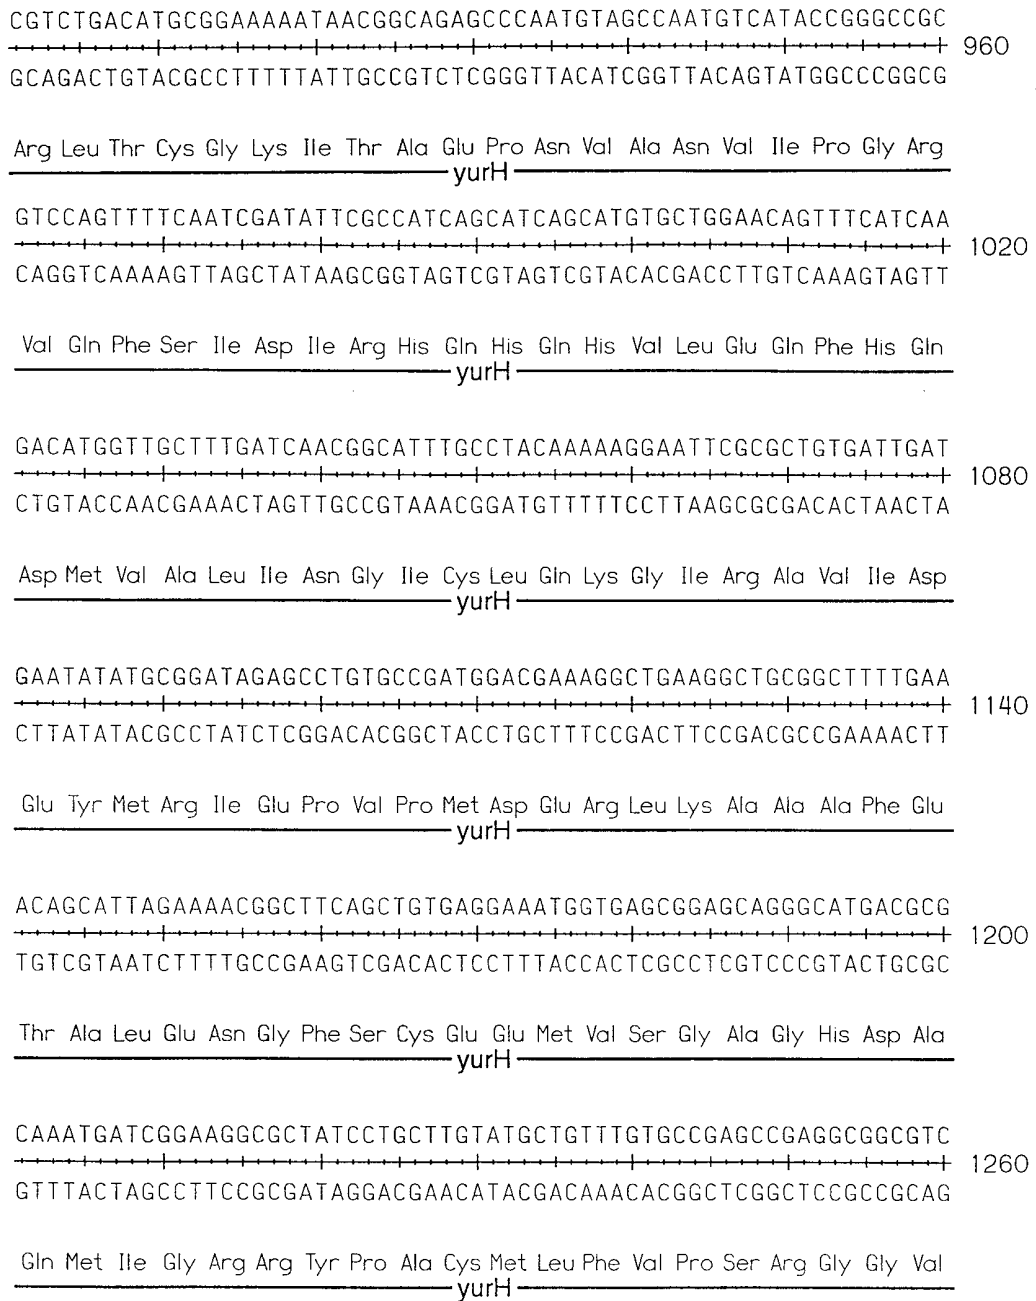 CGTCTGACATGCGGAAAAATAACGGCAGAGCCCAATGTAGCCAATGTCATACCGGGCCGC
960
GCAGACTGTACGCCTTTTTATTGCCGTCTCGGGTTACATCGGTTACAGTATGGCCCGGCG
Arg Leu Thr Cys Gly Lys Ile Thr Ala Glu Pro Asn Val Ala Asn Val Ile Pro Gly Arg
yurH
GTCCAGTTTTCAATCGATATTCGCCATCAGCATCAGCATGTGCTGGAACAGTTTCATCAA
1020
CAGGTCAAAAGTTAGCTATAAGCGGTAGTCGTAGTCGTACACGACCTTGTCAAAGTAGTT
Val Gln Phe Ser Ile Asp Ile Arg His Gln His Gln His Val Leu Glu Gln Phe His Gln
yurH
GACATGGTTGCTTTGATCAACGGCATTTGCCTACAAAAAGGAATTCGCGCTGTGATTGAT
1080
CTGTACCAACGAAACTAGTTGCCGTAAACGGATGTTTTTCCTTAAGCGCGACACTAACTA
Asp Met Val Ala Leu Ile Asn Gly Ile Cys Leu Gln Lys Gly Ile Arg Ala Val Ile Asp
yurH
GAATATATGCGGATAGAGCCTGTGCCGATGGACGAAAGGCTGAAGGCTGCGGCTTTTGAA
1140
CTTATATACGCCTATCTCGGACACGGCTACCTGCTTTCCGACTTCCGACGCCGAAAACTT
Glu Tyr Met Arg Ile Glu Pro Val Pro Met Asp Glu Arg Leu Lys Ala Ala Ala Phe Glu
yurH
ACAGCATTAGAAAACGGCTTCAGCTGTGAGGAAATGGTGAGCGGAGCAGGGCATGACGCG
1200
TGTCGTAATCTTTTGCCGAAGTCGACACTCCTTTACCACTCGCCTCGTCCCGTACTGCGC
Thr Ala Leu Glu Asn Gly Phe Ser Cys Glu Glu Met Val Ser Gly Ala Gly His Asp Ala
yurH
CAAATGATCGGAAGGCGCTATCCTGCTTGTATGCTGTTTGTGCCGAGCCGAGGCGGCGTC
1260
GTTTACTAGCCTTCCGCGATAGGACGAACATACGACAAACACGGCTCGGCTCCGCCGCAG
Gln Met Ile Gly Arg Arg Tyr Pro Ala Cys Met Leu Phe Val Pro Ser Arg Gly Gly Val
yurH